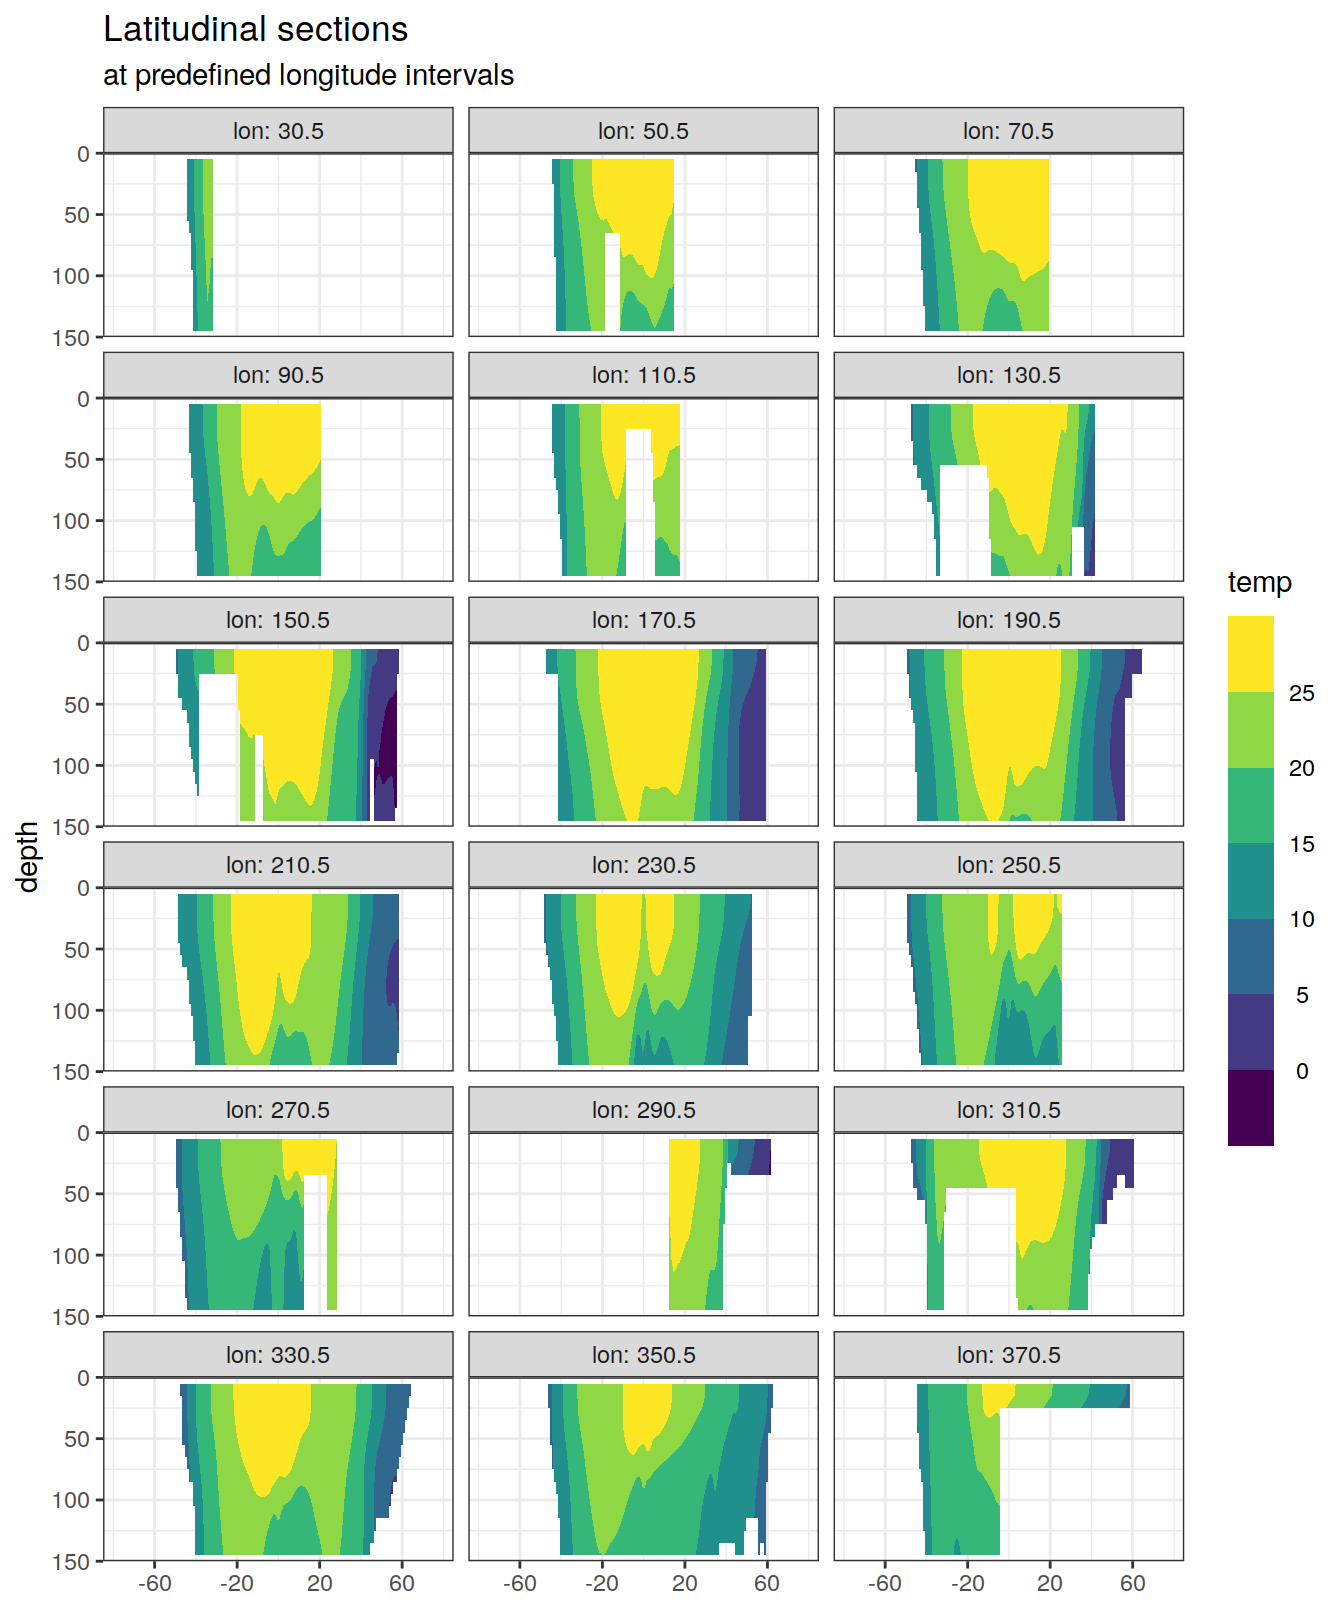 Latitudinal sections
at predefined longitude intervals
lon: 30.5 lon: 50.5 lon: 70.5
0
50
100
150
lon: 90.5 lon: 110.5 lon: 130.5
0
50
100
150
lon: 150.5 lon: 170.5 lon: 190.5
0
50
100
150
lon: 210.5 lon: 230.5 lon: 250.5
0
50
100
150
lon: 270.5 lon: 290.5 lon: 310.5
0
50
100
150
lon: 330.5 lon: 350.5 lon: 370.5
0
50
100
150
-60 -20 20 60 -60 -20 20 60 -60 -20 20 60
depth
temp
25
20
15
10
5
0